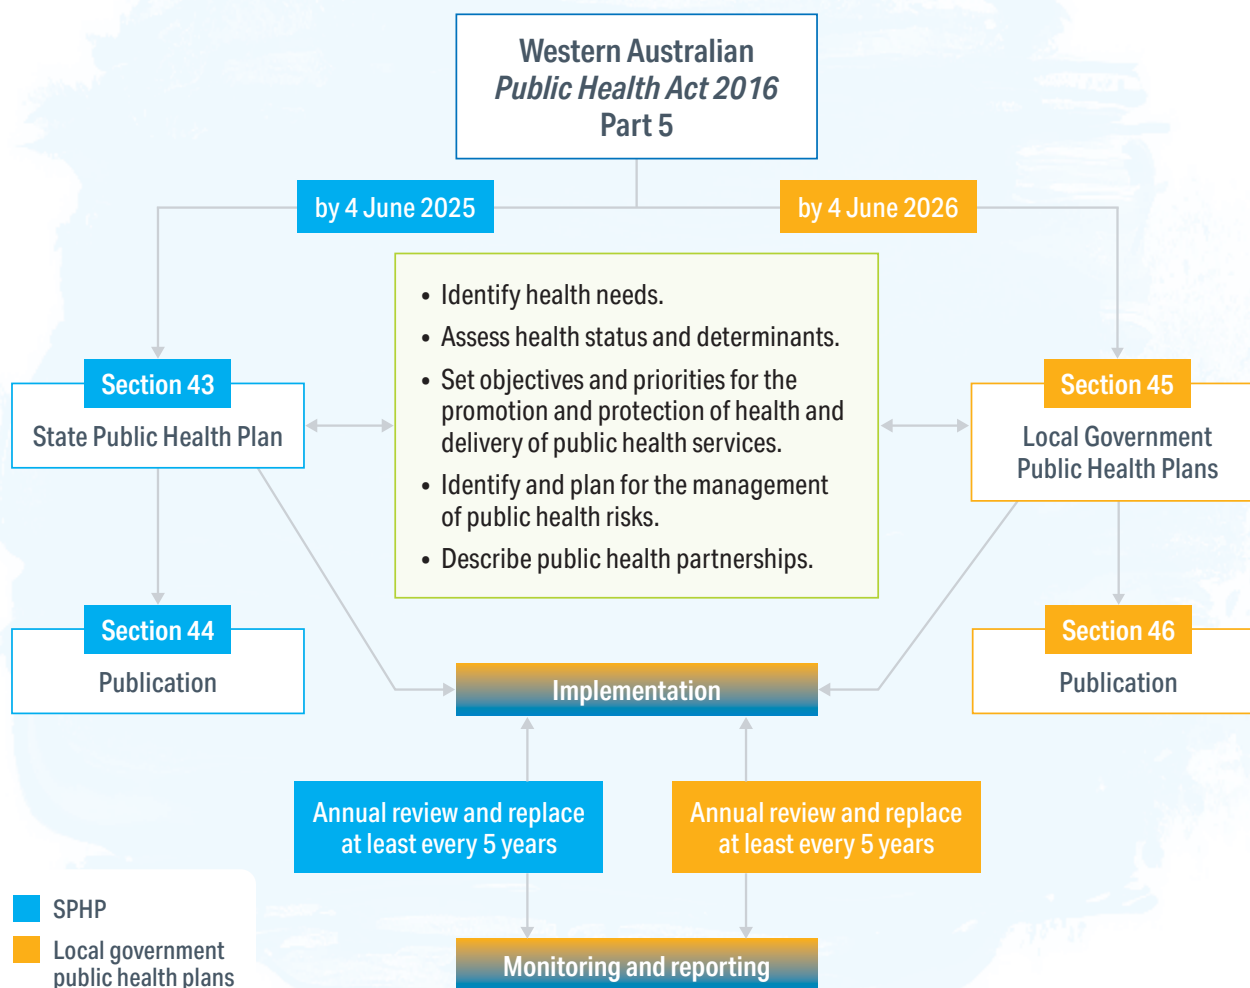 Western Australian
Public Health Act 2016
Part 5
by 4 June 2025
by 4 June 2026
• Identify health needs.
• Assess health status and determinants.
• Set objectives and priorities for the
promotion and protection of health and
delivery of public health services.
• Identify and plan for the management
of public health risks.
• Describe public health partnerships.
Section 43
State Public Health Plan
Section 45
Local Government
Public Health Plans
Section 44
Publication
Section 46
Publication
Implementation
Annual review and replace
at least every 5 years
Annual review and replace
at least every 5 years
Monitoring and reporting
SPHP
Local government
public health plans